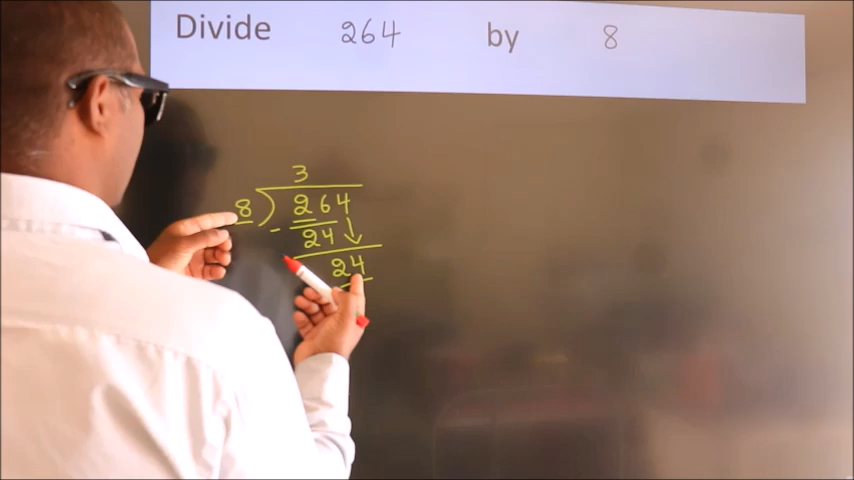 Divide 264 by 8
3
8 ) 264
- 24 ↓
24